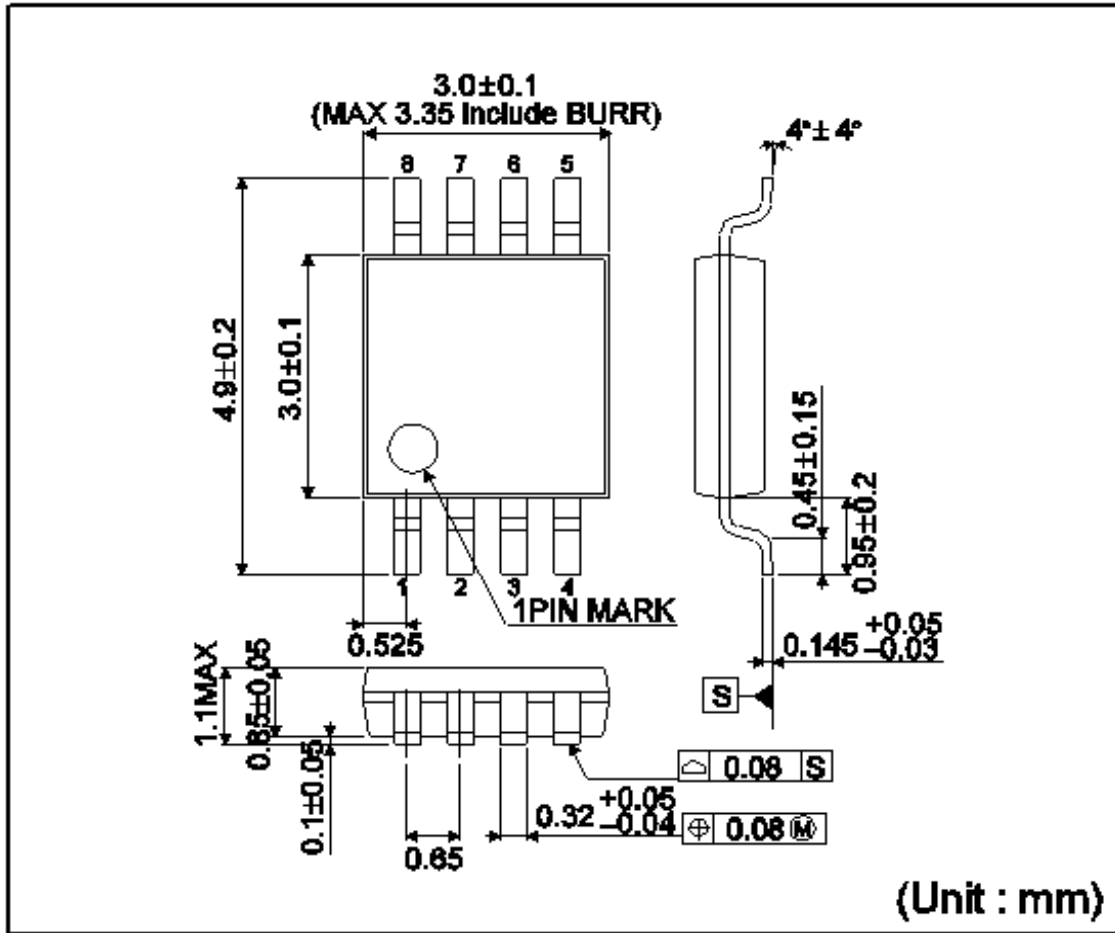 3.0±0.1
(MAX 3.35 include BURR)
8 7 6 5
4°±4°
4.9±0.2
3.0±0.1
0.45±0.15
0.95±0.2
1 2 3 4
1PIN MARK
0.525
0.145 +0.05 −0.03
S
1.1MAX
0.85±0.05
0.1±0.05
0.08 S
0.32 +0.05 −0.04
0.08 Ⓜ
0.65
(Unit : mm)